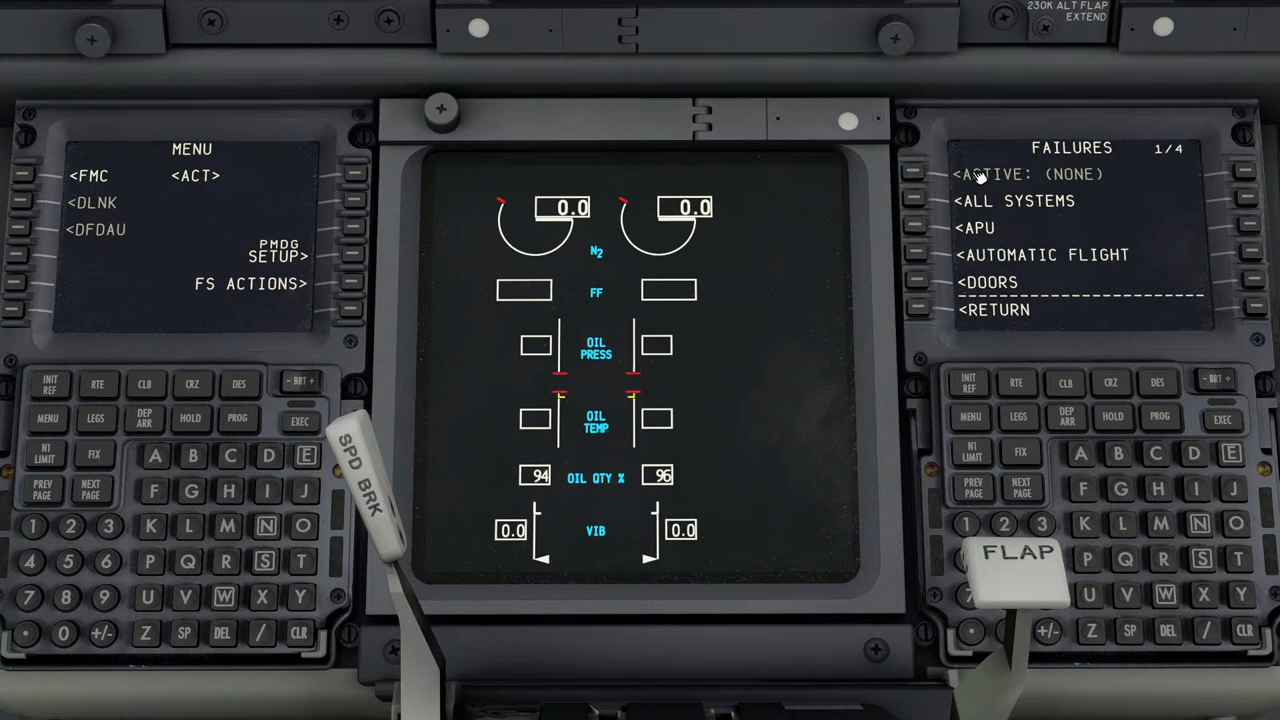 230K ALT FLAP
EXTEND
MENU
<FMC <ACT>
<DLNK
<DFDAU
PMDG
SETUP>
FS ACTIONS>
0.0 0.0
N2
FF
OIL
PRESS
OIL
TEMP
94 OIL QTY % 96
0.0 VIB 0.0
FAILURES 1/4
<ACTIVE: (NONE)
<ALL SYSTEMS
<APU
<AUTOMATIC FLIGHT
<DOORS
<RETURN
INIT REF RTE CLB CRZ DES - BRT +
MENU LEGS DEP ARR HOLD PROG EXEC
N1 LIMIT FIX A B C D E
PREV PAGE NEXT PAGE F G H I J
1 2 3 K L M N O
4 5 6 P Q R S T
7 8 9 U V W X Y
. 0 +/- Z SP DEL / CLR
SPD BRK
INIT REF RTE CLB CRZ DES - BRT +
MENU LEGS DEP ARR HOLD PROG EXEC
N1 LIMIT FIX A B C D E
PREV PAGE NEXT PAGE F G H I J
1 2 3 K L M N O
P Q R S T
U V W X Y
+/- Z SP DEL / CLR
FLAP